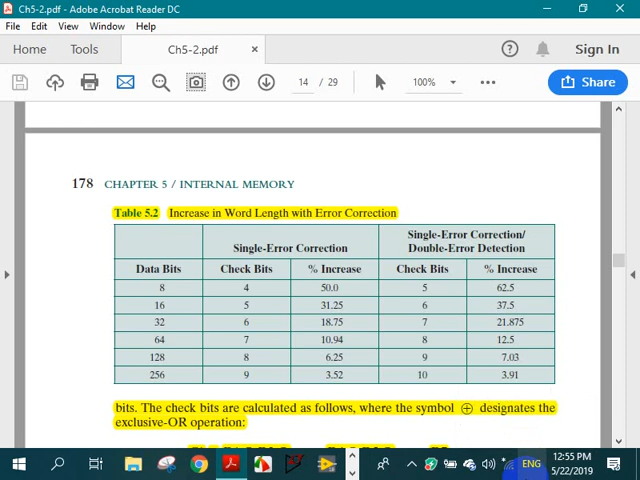 Ch5-2.pdf - Adobe Acrobat Reader DC
File Edit View Window Help
Home Tools Ch5-2.pdf × ? Sign In
14 / 29 100% Share
178 CHAPTER 5 / INTERNAL MEMORY
Table 5.2 Increase in Word Length with Error Correction
Single-Error Correction Single-Error Correction/
Double-Error Detection
Data Bits Check Bits % Increase Check Bits % Increase
8 4 50.0 5 62.5
16 5 31.25 6 37.5
32 6 18.75 7 21.875
64 7 10.94 8 12.5
128 8 6.25 9 7.03
256 9 3.52 10 3.91
bits. The check bits are calculated as follows, where the symbol ⊕ designates the
exclusive-OR operation:
ENG 12:55 PM
5/22/2019